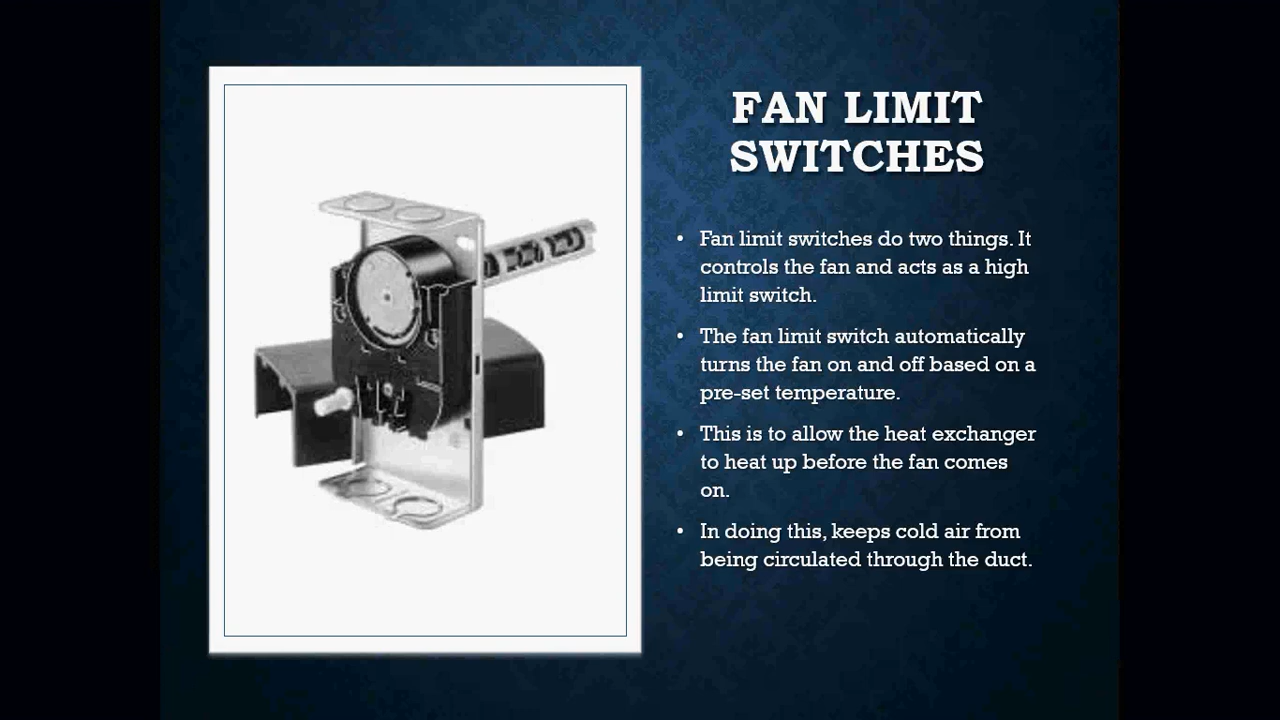 FAN LIMIT
SWITCHES
• Fan limit switches do two things. It
controls the fan and acts as a high
limit switch.
• The fan limit switch automatically
turns the fan on and off based on a
pre-set temperature.
• This is to allow the heat exchanger
to heat up before the fan comes
on.
• In doing this, keeps cold air from
being circulated through the duct.